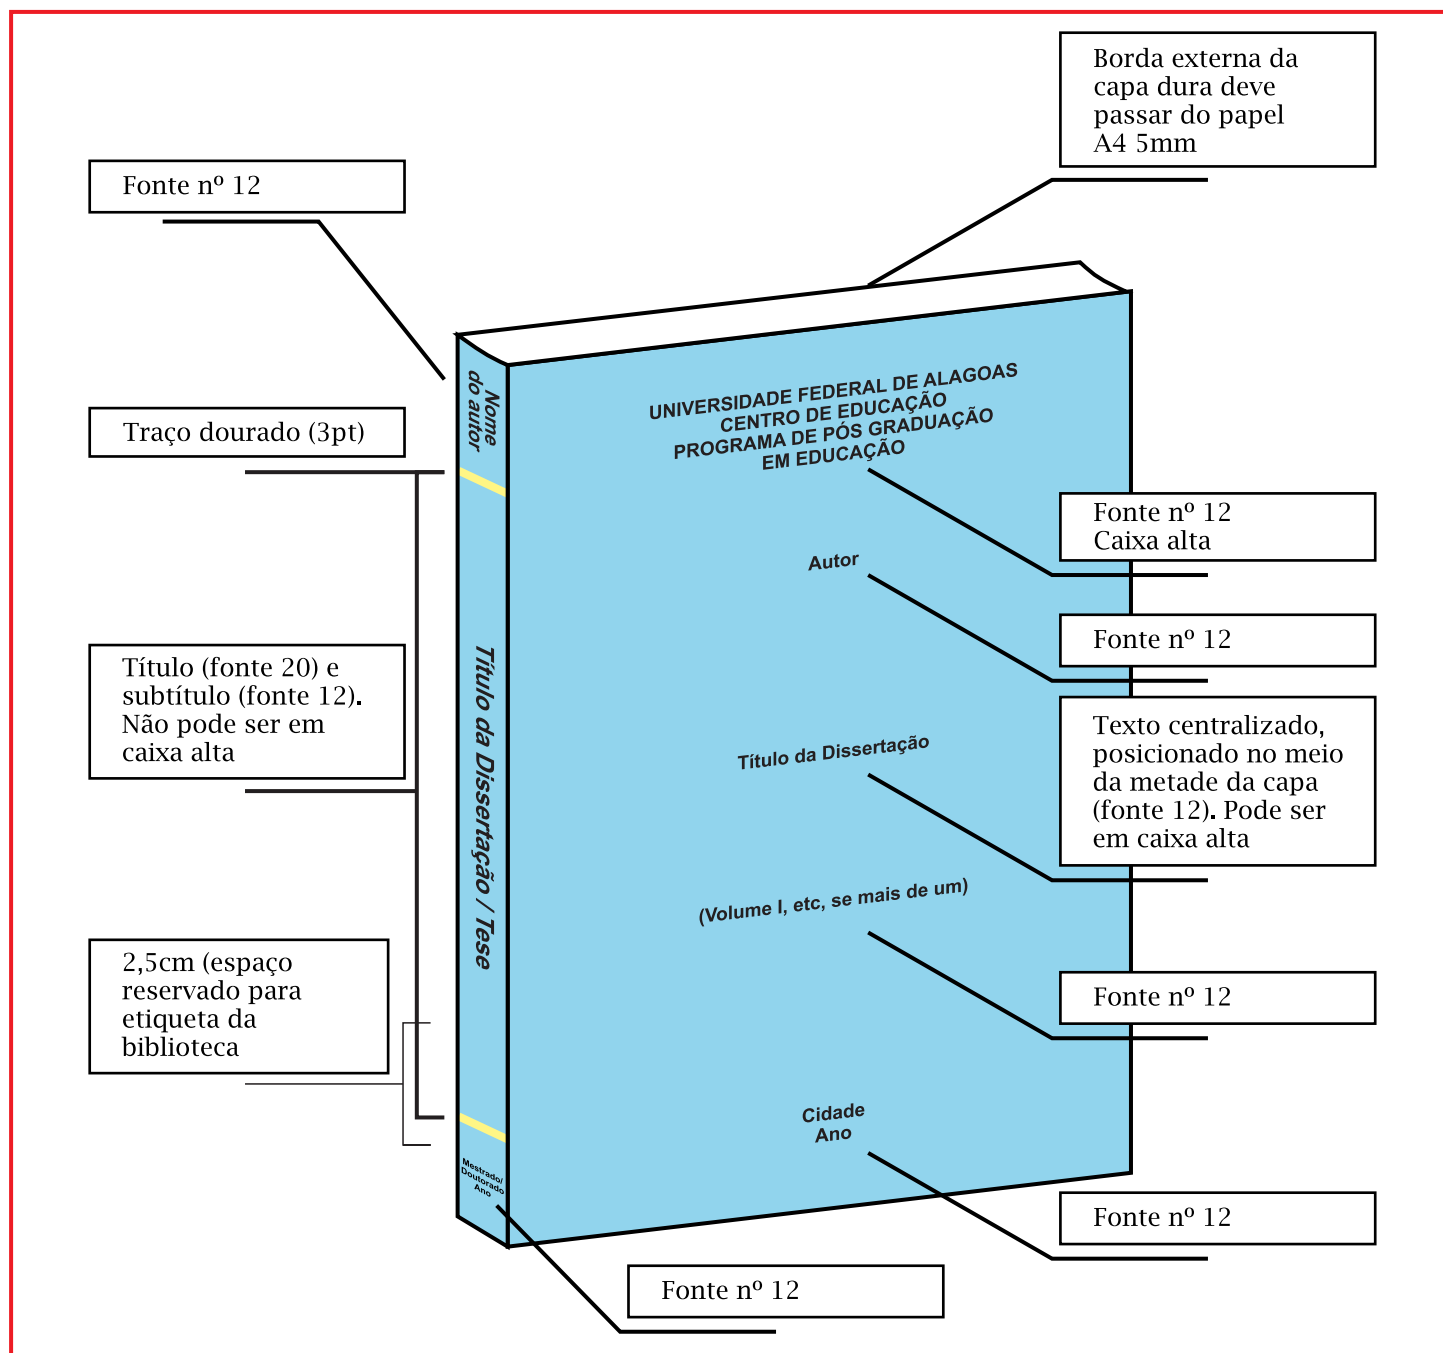 Borda externa da
capa dura deve
passar do papel
A4 5mm
Fonte nº 12
Traço dourado (3pt)
Título (fonte 20) e
subtítulo (fonte 12).
Não pode ser em
caixa alta
2,5cm (espaço
reservado para
etiqueta da
biblioteca
Nome
do autor
Título da Dissertação / Tese
Mestrado/
Doutorado
Ano
UNIVERSIDADE FEDERAL DE ALAGOAS
CENTRO DE EDUCAÇÃO
PROGRAMA DE PÓS GRADUAÇÃO
EM EDUCAÇÃO
Autor
Título da Dissertação
(Volume I, etc, se mais de um)
Cidade
Ano
Fonte nº 12
Caixa alta
Fonte nº 12
Texto centralizado,
posicionado no meio
da metade da capa
(fonte 12). Pode ser
em caixa alta
Fonte nº 12
Fonte nº 12
Fonte nº 12